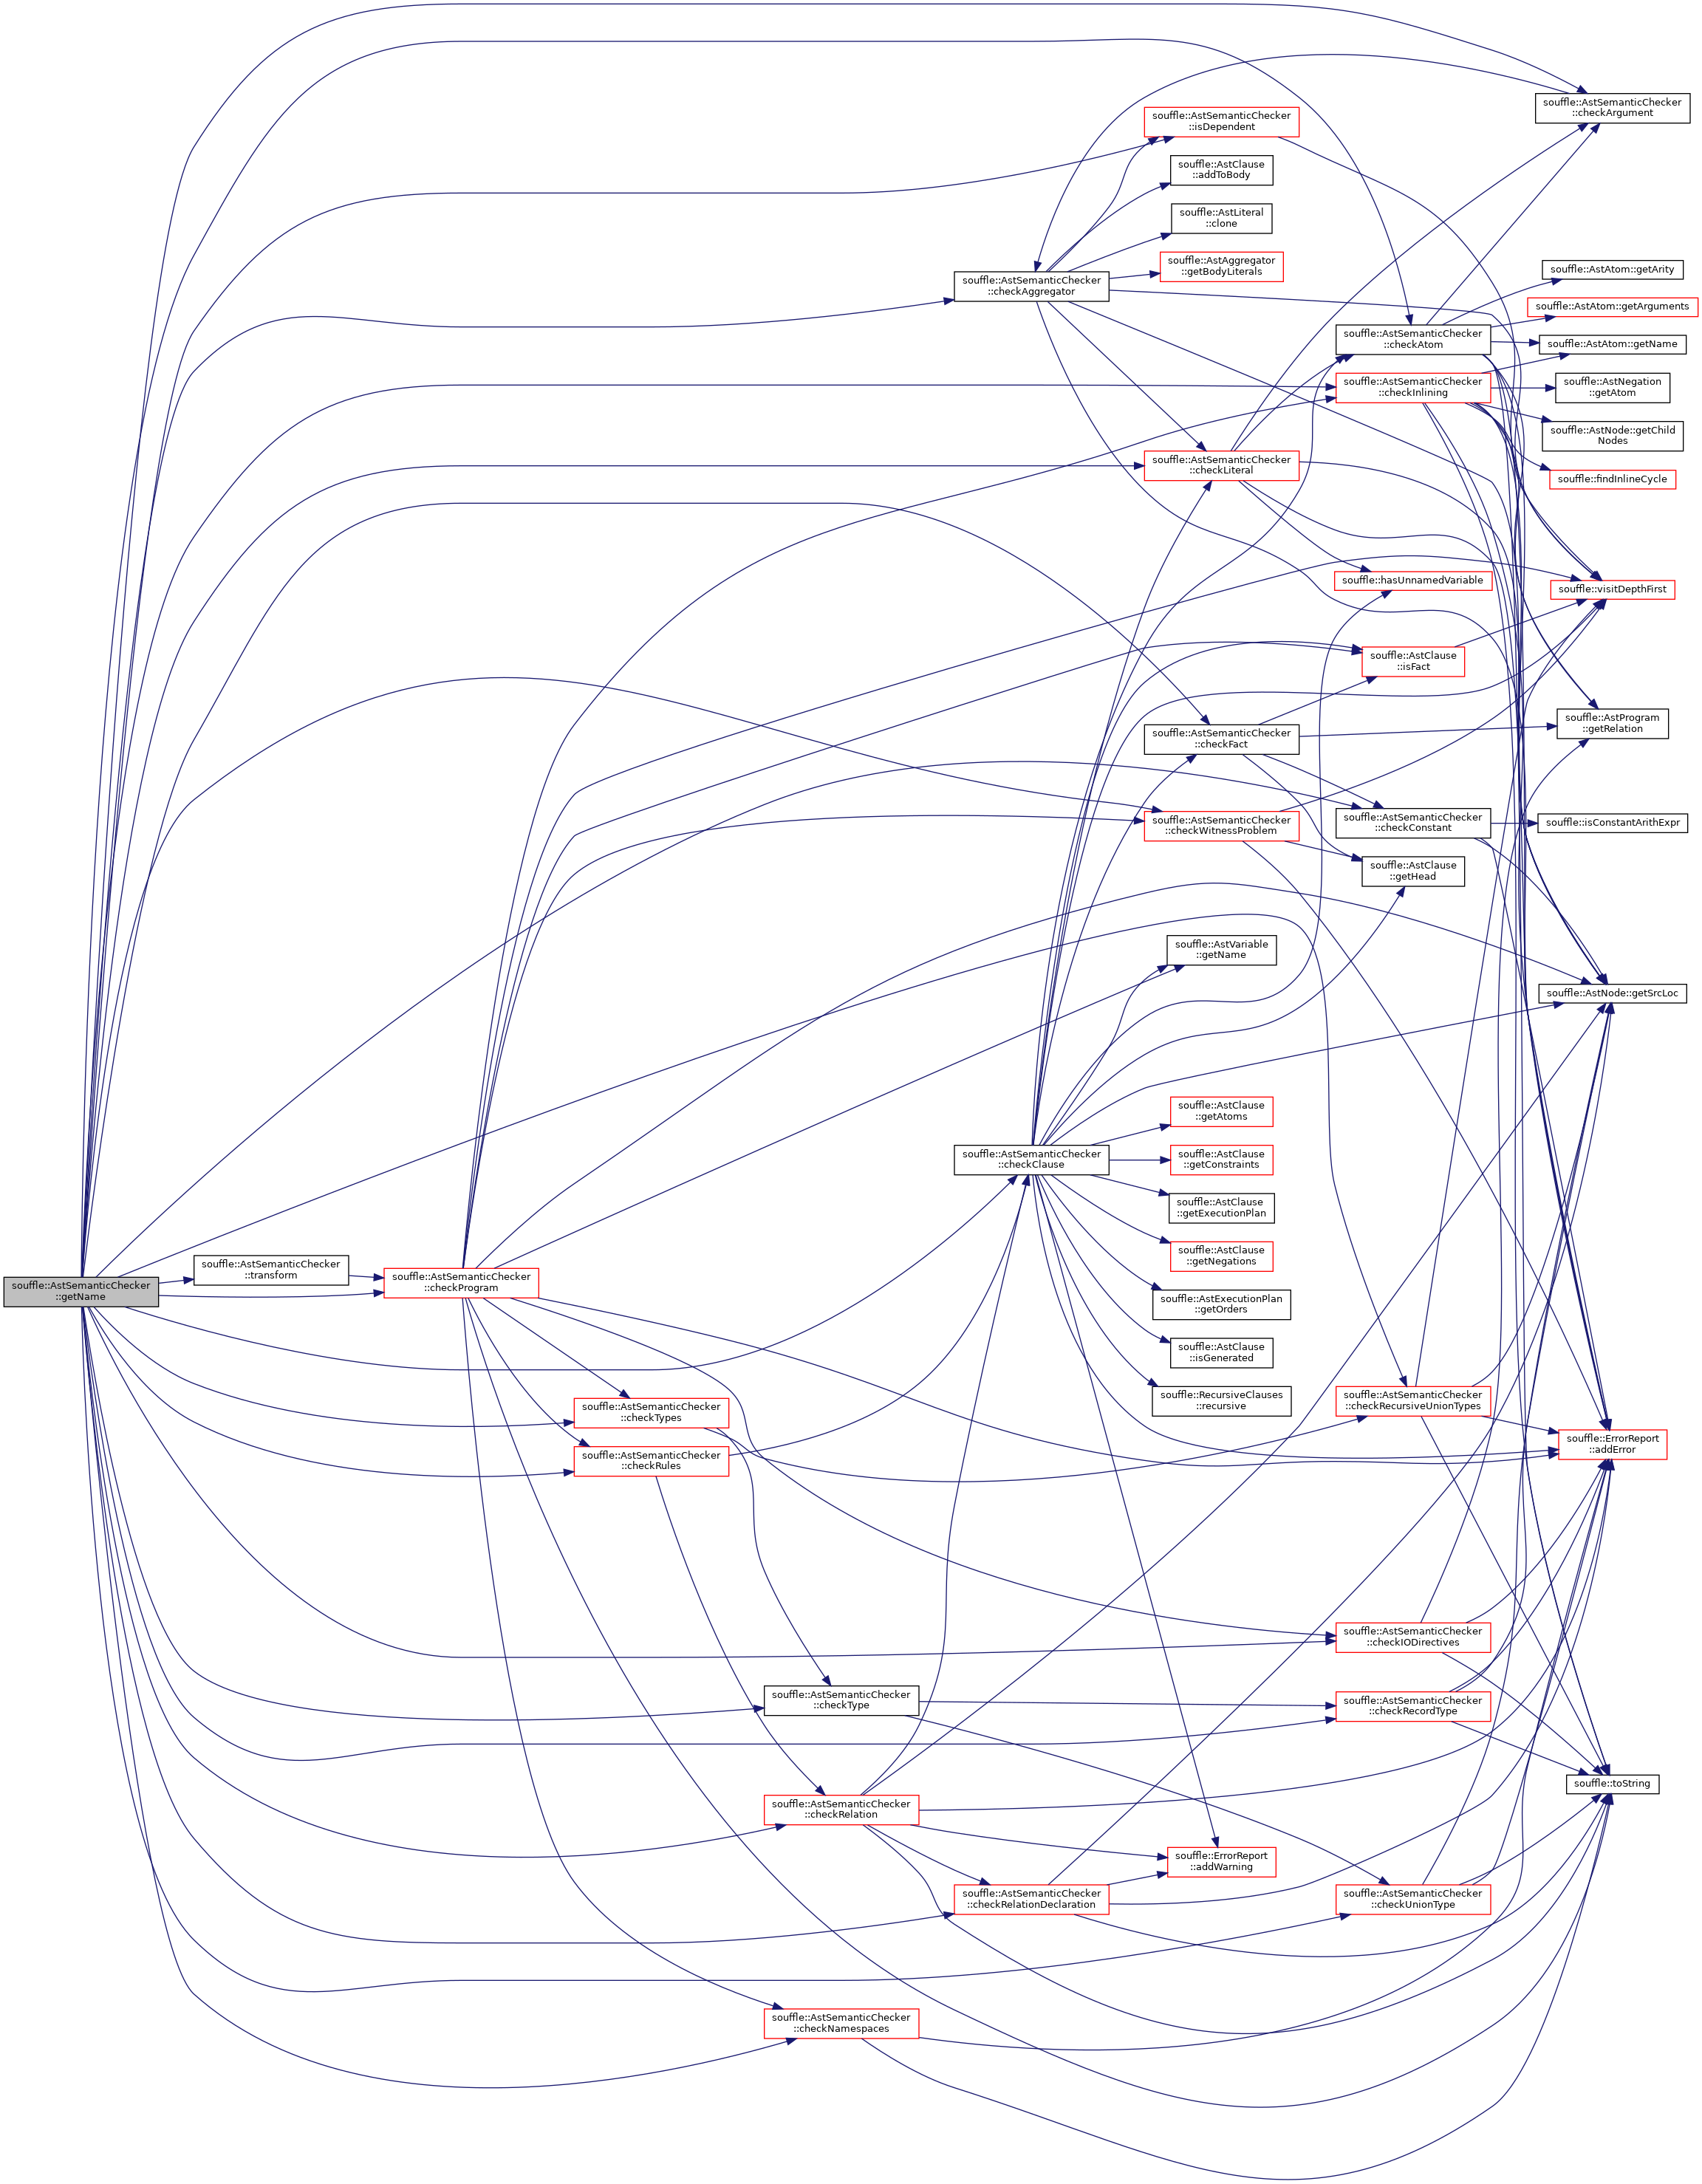 souffle::AstSemanticChecker
::getName
souffle::AstSemanticChecker
::transform
souffle::AstSemanticChecker
::checkProgram
souffle::AstSemanticChecker
::checkTypes
souffle::AstSemanticChecker
::checkRules
souffle::AstSemanticChecker
::checkType
souffle::AstSemanticChecker
::checkRelation
souffle::AstSemanticChecker
::checkNamespaces
souffle::AstSemanticChecker
::checkAggregator
souffle::AstSemanticChecker
::checkClause
souffle::AstSemanticChecker
::checkRelationDeclaration
souffle::AstSemanticChecker
::isDependent
souffle::AstClause
::addToBody
souffle::AstLiteral
::clone
souffle::AstAggregator
::getBodyLiterals
souffle::AstSemanticChecker
::checkLiteral
souffle::AstSemanticChecker
::checkFact
souffle::AstSemanticChecker
::checkWitnessProblem
souffle::AstVariable
::getName
souffle::AstClause
::getAtoms
souffle::AstClause
::getConstraints
souffle::AstClause
::getExecutionPlan
souffle::AstClause
::getNegations
souffle::AstExecutionPlan
::getOrders
souffle::AstClause
::isGenerated
souffle::RecursiveClauses
::recursive
souffle::ErrorReport
::addWarning
souffle::AstSemanticChecker
::checkAtom
souffle::AstSemanticChecker
::checkInlining
souffle::hasUnnamedVariable
souffle::AstClause
::isFact
souffle::AstSemanticChecker
::checkConstant
souffle::AstClause
::getHead
souffle::AstSemanticChecker
::checkRecursiveUnionTypes
souffle::AstSemanticChecker
::checkIODirectives
souffle::AstSemanticChecker
::checkRecordType
souffle::AstSemanticChecker
::checkUnionType
souffle::AstSemanticChecker
::checkArgument
souffle::AstAtom::getArity
souffle::AstAtom::getArguments
souffle::AstAtom::getName
souffle::AstNegation
::getAtom
souffle::AstNode::getChild
Nodes
souffle::findInlineCycle
souffle::visitDepthFirst
souffle::AstProgram
::getRelation
souffle::isConstantArithExpr
souffle::AstNode::getSrcLoc
souffle::ErrorReport
::addError
souffle::toString